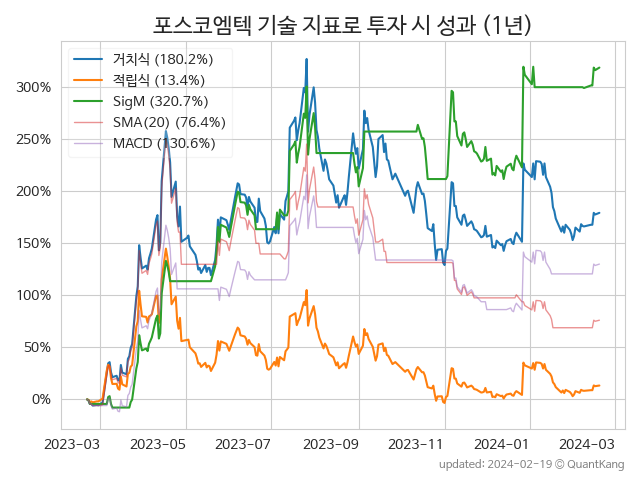 포스코엠텍 기술 지표로 투자 시 성과 (1년)
거치식 (180.2%)
적립식 (13.4%)
SigM (320.7%)
SMA(20) (76.4%)
MACD (130.6%)
300%
250%
200%
150%
100%
50%
0%
2023-03 2023-05 2023-07 2023-09 2023-11 2024-01 2024-03
updated: 2024-02-19 © QuantKang